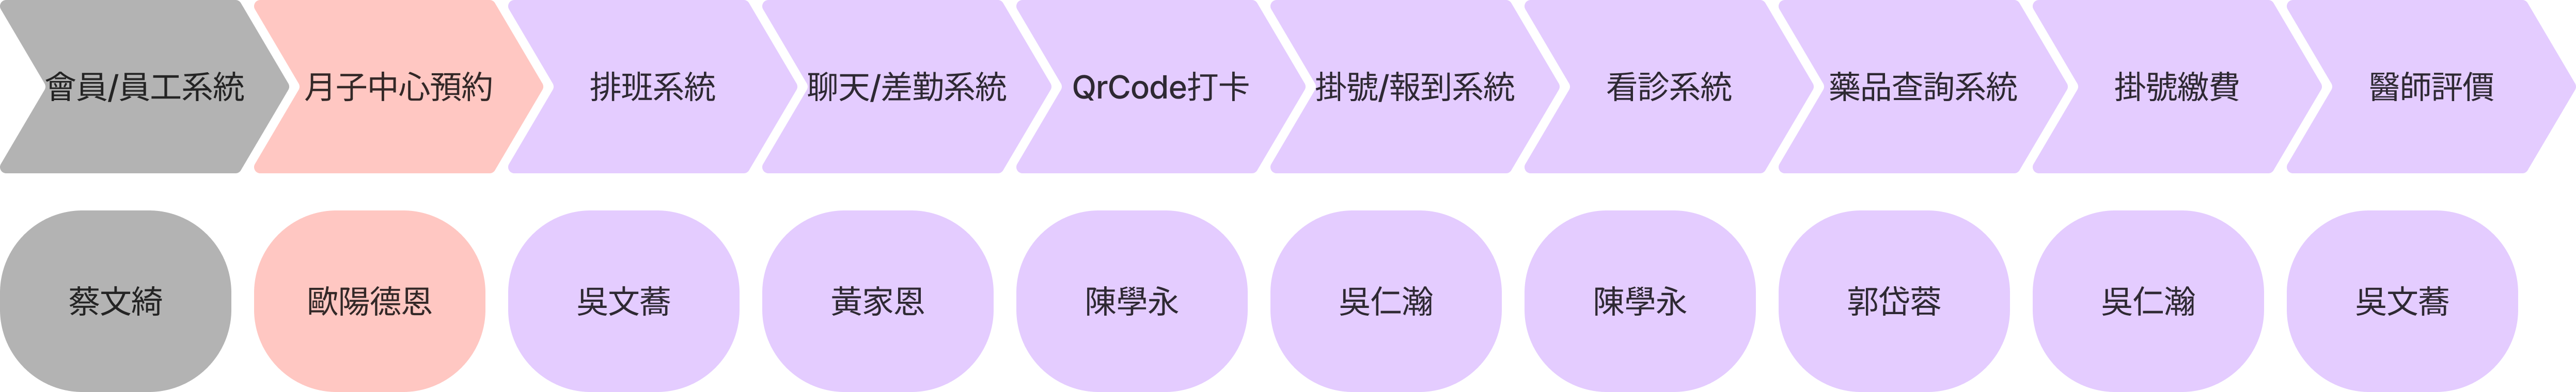 會員/員工系統
月子中心預約
排班系統
聊天/差勤系統
QrCode打卡
掛號/報到系統
看診系統
藥品查詢系統
掛號繳費
醫師評價
蔡文綺
歐陽德恩
吳文蕎
黃家恩
陳學永
吳仁瀚
陳學永
郭岱蓉
吳仁瀚
吳文蕎